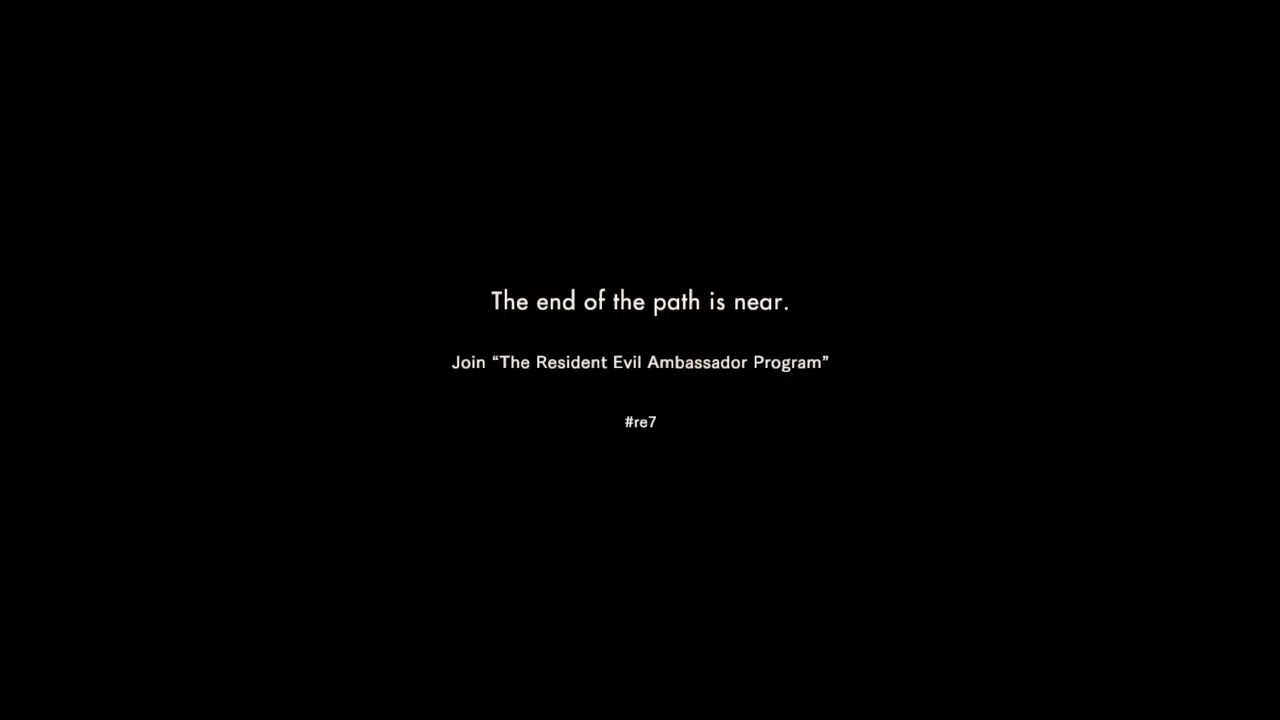 The end of the path is near.
Join “The Resident Evil Ambassador Program”
#re7